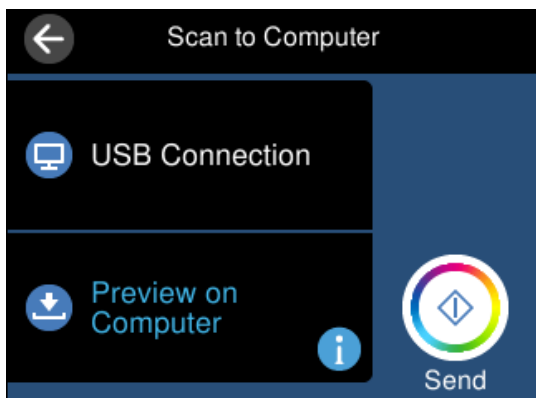 Scan to Computer
USB Connection
Preview on
Computer
i
Send